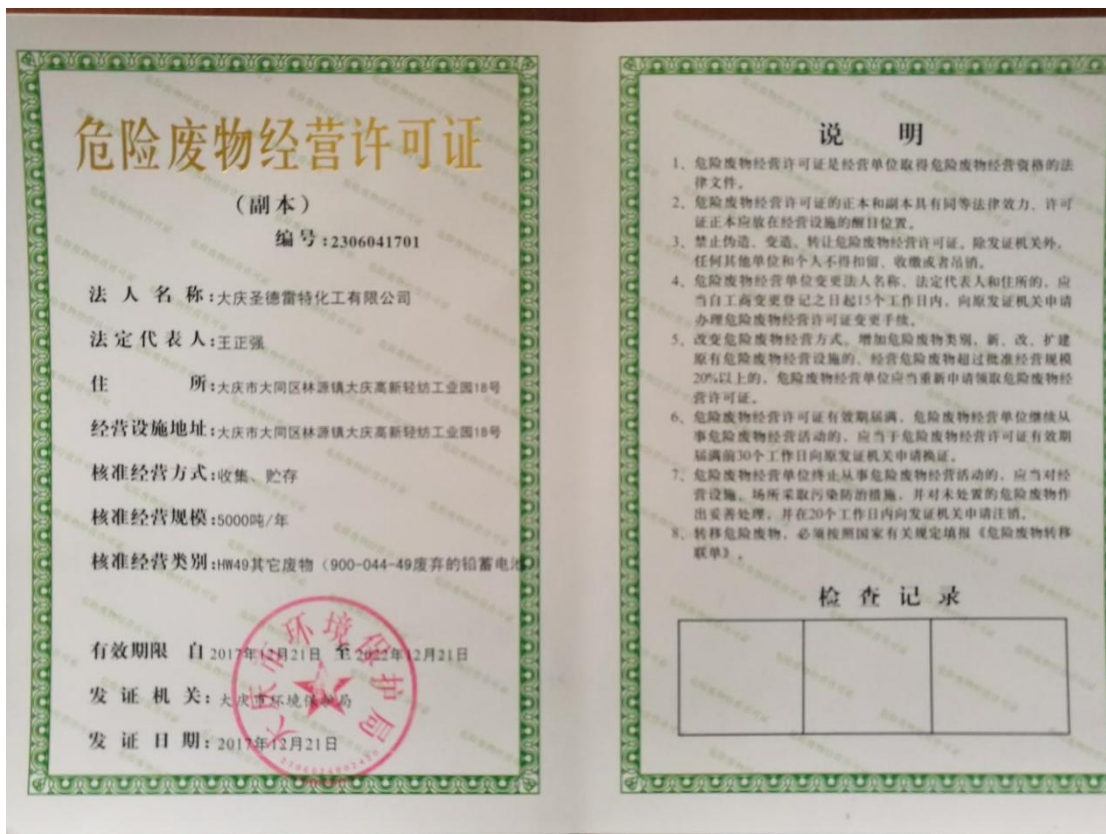 危险废物经营许可证
（副本）
编号：2306041701
法人名称：大庆圣德雷特化工有限公司
法定代表人：王正强
住所：大庆市大同区林源镇大庆高新轻纺工业园18号
经营设施地址：大庆市大同区林源镇大庆高新轻纺工业园18号
核准经营方式：收集、贮存
核准经营规模：5000吨/年
核准经营类别：HW49其它废物（900-044-49废弃的铅蓄电池）
有效期限 自2017年12月21日 至2022年12月21日
发证机关：大庆市环境保护局
发证日期：2017年12月21日
大庆市环境保护局
说明
1、危险废物经营许可证是经营单位取得危险废物经营资格的法
律文件。
2、危险废物经营许可证的正本和副本具有同等法律效力、许可
证正本应放在经营设施的醒目位置。
3、禁止伪造、变造、转让危险废物经营许可证。除发证机关外，
任何其他单位和个人不得扣留、收缴或者吊销。
4、危险废物经营单位变更法人名称、法定代表人和住所的，应
当自工商变更登记之日起15个工作日内，向原发证机关申请
办理危险废物经营许可证变更手续。
5、改变危险废物经营方式，增加危险废物类别，新、改、扩建
原有危险废物经营设施的、经营危险废物超过批准经营规模
20%以上的，危险废物经营单位应当重新申请领取危险废物经
营许可证。
6、危险废物经营许可证有效期届满，危险废物经营单位继续从
事危险废物经营活动的，应当于危险废物经营许可证有效期
届满前30个工作日向原发证机关申请换证。
7、危险废物经营单位终止从事危险废物经营活动的，应当对经
营设施、场所采取污染防治措施，并对未处置的危险废物作
出妥善处理，并在20个工作日内向发证机关申请注销。
8、转移危险废物，必须按照国家有关规定填报《危险废物转移
联单》。
检查记录